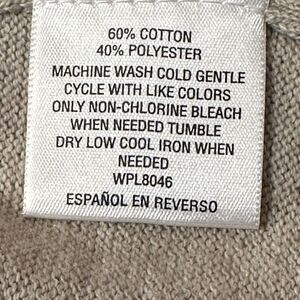 60% COTTON
40% POLYESTER
MACHINE WASH COLD GENTLE
CYCLE WITH LIKE COLORS
ONLY NON-CHLORINE BLEACH
WHEN NEEDED TUMBLE
DRY LOW COOL IRON WHEN
NEEDED
WPL8046
ESPAÑOL EN REVERSO